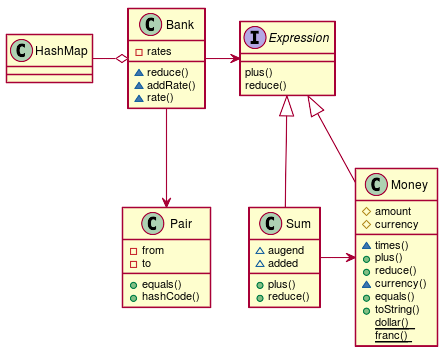 C HashMap
C Bank
rates
reduce()
addRate()
rate()
I Expression
plus()
reduce()
C Pair
from
to
equals()
hashCode()
C Sum
augend
added
plus()
reduce()
C Money
amount
currency
times()
plus()
reduce()
currency()
equals()
toString()
dollar()
franc()